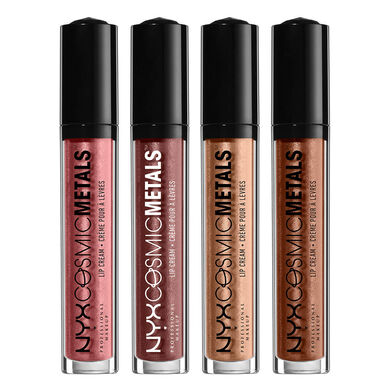 NYX COSMIC METALS
LIP CREAM • CRÈME POUR À LÈVRES
PROFESSIONAL
MAKEUP
NYX COSMIC METALS
LIP CREAM • CRÈME POUR À LÈVRES
PROFESSIONAL
MAKEUP
NYX COSMIC METALS
LIP CREAM • CRÈME POUR À LÈVRES
PROFESSIONAL
MAKEUP
NYX COSMIC METALS
LIP CREAM • CRÈME POUR À LÈVRES
PROFESSIONAL
MAKEUP